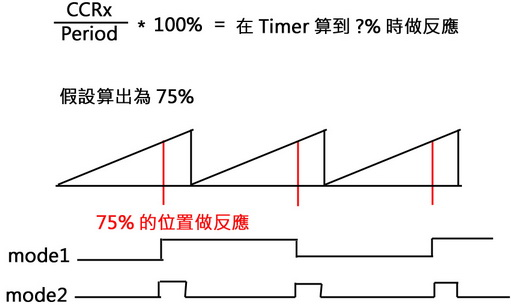 CCRx
Period * 100% = 在 Timer 算到 ?% 時做反應
假設算出為 75%
75% 的位置做反應
mode1
mode2